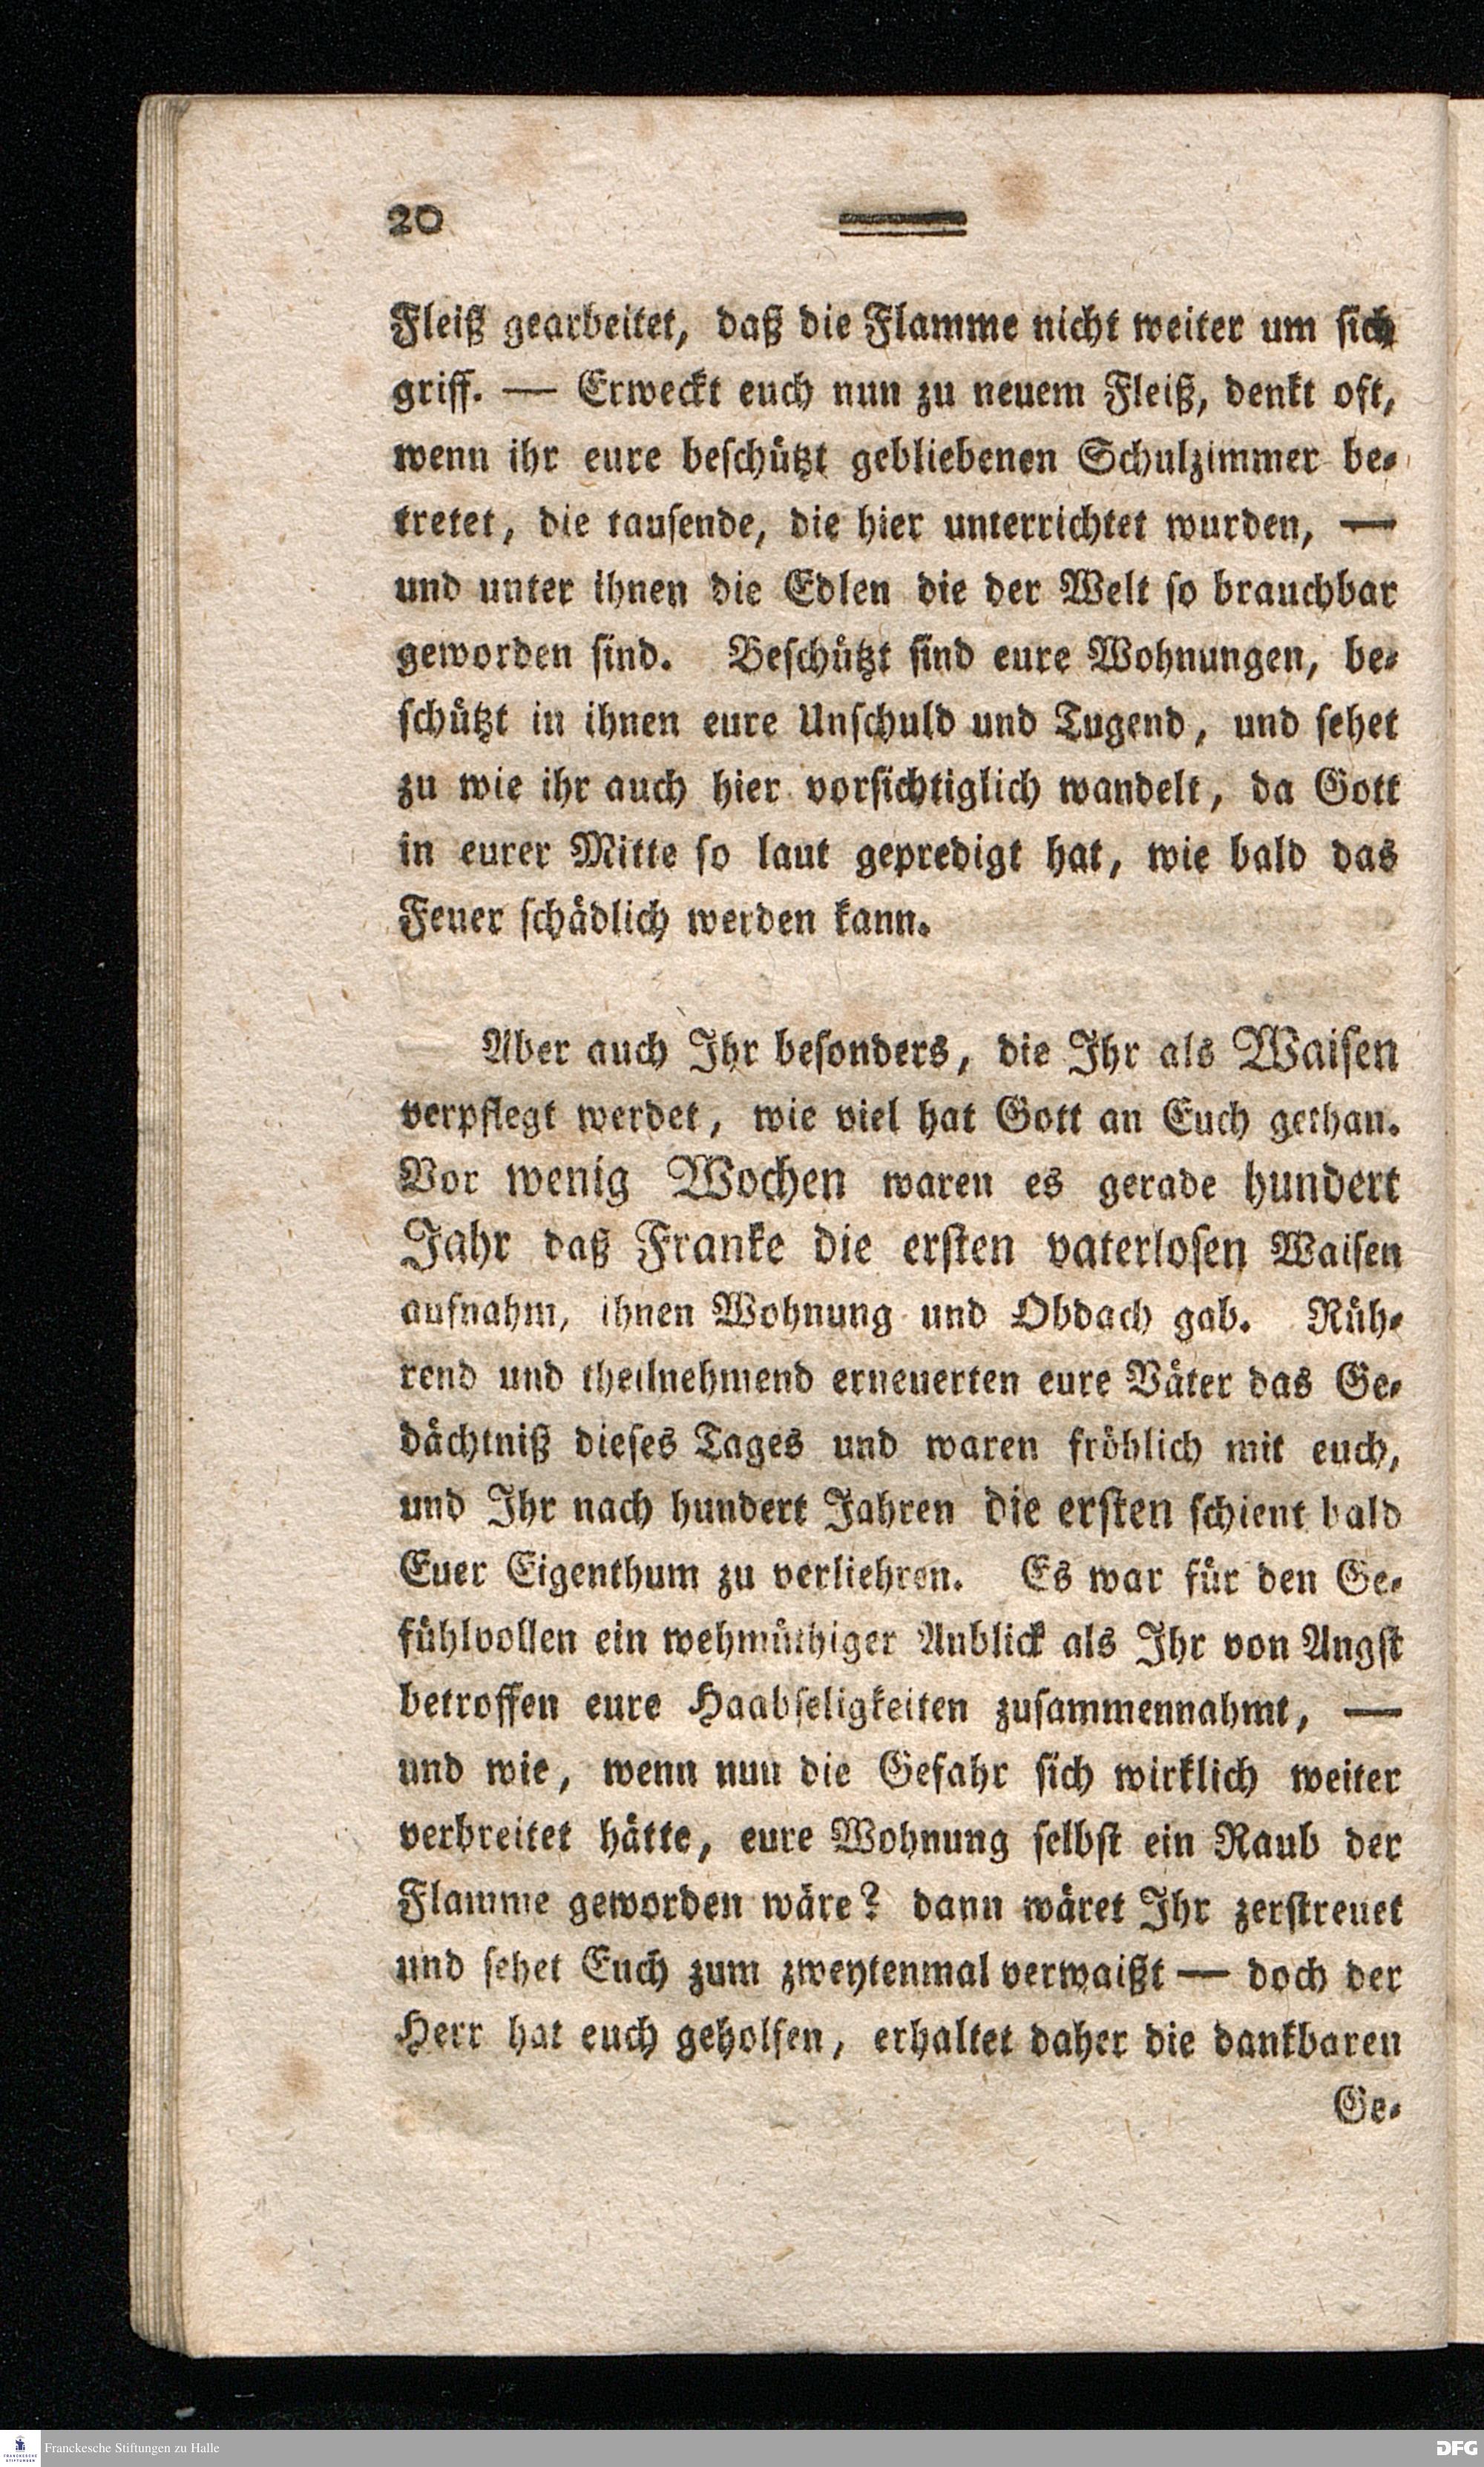 20
Fleiß gearbeitet, daß die Flamme nicht weiter um sich
griff. — Erweckt euch nun zu neuem Fleiß, denkt oft,
wenn ihr eure beschützt gebliebenen Schulzimmer be-
tretet, die tausende, die hier unterrichtet wurden, —
und unter ihnen die Edlen die der Welt so brauchbar
geworden sind. Beschützt sind eure Wohnungen, be-
schützt in ihnen eure Unschuld und Tugend, und sehet
zu wie ihr auch hier vorsichtiglich wandelt, da Gott
in eurer Mitte so laut gepredigt hat, wie bald das
Feuer schädlich werden kann.
Aber auch Ihr besonders, die Ihr als Waisen
verpflegt werdet, wie viel hat Gott an Euch gethan.
Vor wenig Wochen waren es gerade hundert
Jahr daß Franke die ersten vaterlosen Waisen
aufnahm, ihnen Wohnung und Obdach gab. Rüh-
rend und theilnehmend erneuerten eure Väter das Ge-
dächtniß dieses Tages und waren fröhlich mit euch,
und Ihr nach hundert Jahren die ersten schient bald
Euer Eigenthum zu verliehren. Es war für den Ge-
fühlvollen ein wehmüthiger Anblick als Ihr von Angst
betroffen eure Haabseligkeiten zusammennahmt, —
und wie, wenn nun die Gefahr sich wirklich weiter
verbreitet hätte, eure Wohnung selbst ein Raub der
Flamme geworden wäre? dann wäret Ihr zerstreuet
und sehet Euch zum zweytenmal verwaißt — doch der
Herr hat euch geholfen, erhaltet daher die dankbaren
Ge-
FRANCKESCHE STIFTUNGEN
Franckesche Stiftungen zu Halle
DFG